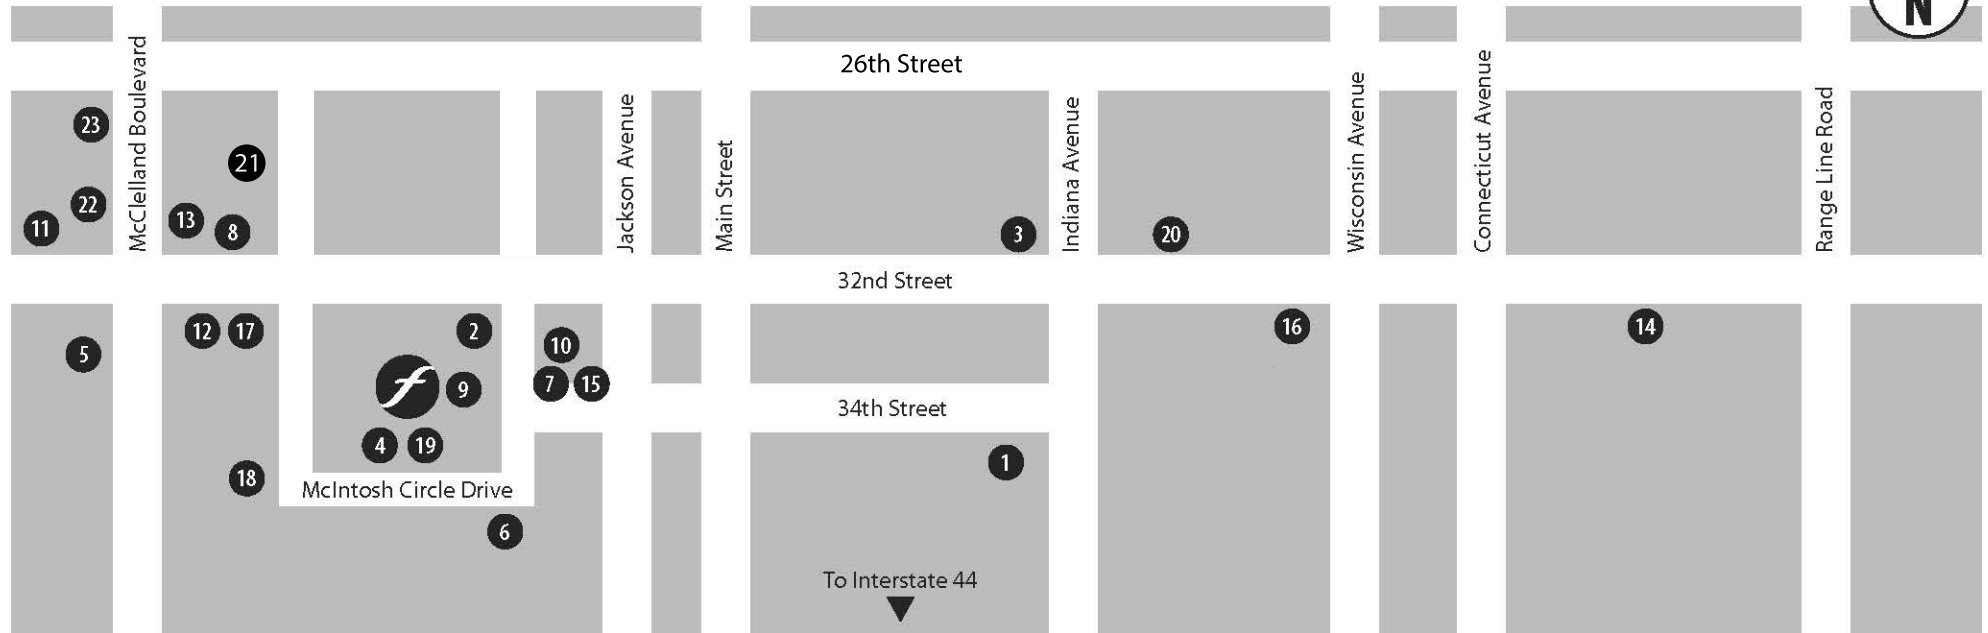 N
26th Street
McClelland Boulevard
Jackson Avenue
Main Street
Indiana Avenue
Wisconsin Avenue
Connecticut Avenue
Range Line Road
23
21
22
11
13
8
3
20
32nd Street
5
12
17
2
10
7
15
9
f
4
19
16
14
34th Street
18
1
McIntosh Circle Drive
6
To Interstate 44